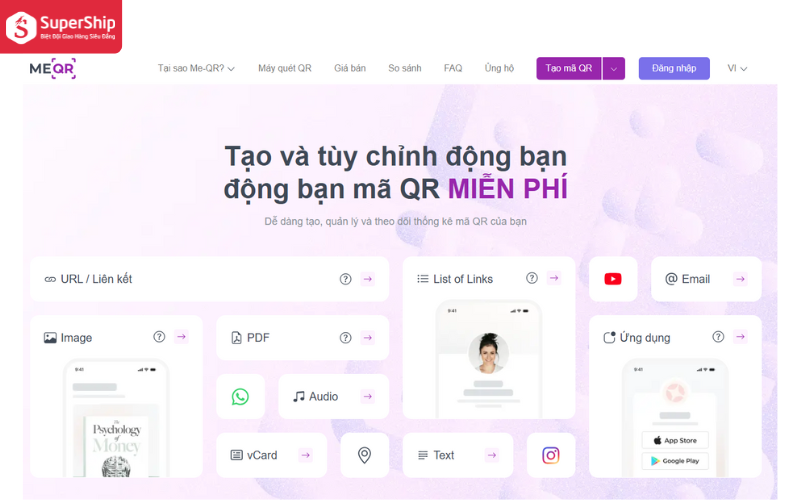 SuperShip
Biệt Đội Giao Hàng Siêu Đẳng
MEQR
Tại sao Me-QR?
Máy quét QR
Giá bán
So sánh
FAQ
Ủng hộ
Tạo mã QR
Đăng nhập
VI
Tạo và tùy chỉnh động bạn
động bạn mã QR MIỄN PHÍ
Dễ dàng tạo, quản lý và theo dõi thống kê mã QR của bạn
URL / Liên kết
List of Links
Email
9:41
Image
PDF
Ứng dụng
9:41
9:41
Audio
The
Psychology
of
Money
vCard
Text
App Store
Google Play